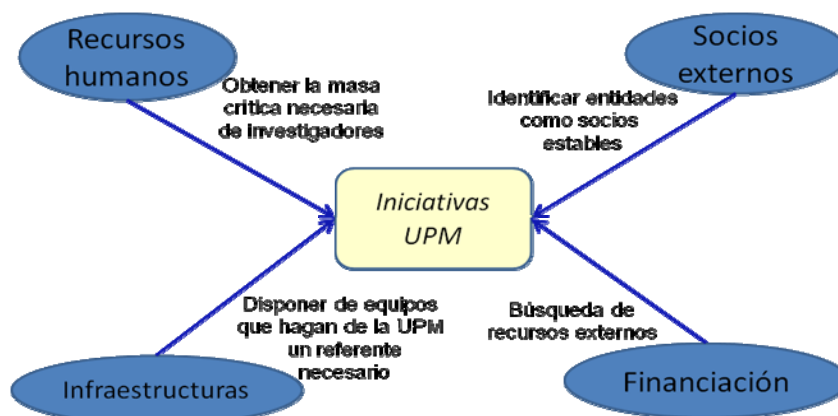 Recursos
humanos
Obtener la masa
crítica necesaria
de investigadores
Socios
externos
Identificar entidades
como socios
estables
Iniciativas
UPM
Disponer de equipos
que hagan de la UPM
un referente
necesario
Infraestructuras
Búsqueda de
recursos externos
Financiación